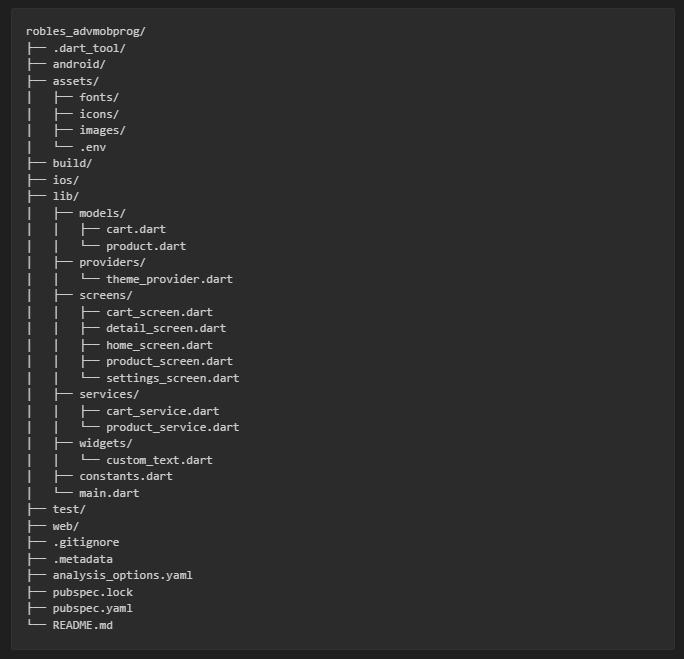 robles_advmobprog/
├── .dart_tool/
├── android/
├── assets/
│   ├── fonts/
│   ├── icons/
│   ├── images/
│   └── .env
├── build/
├── ios/
├── lib/
│   ├── models/
│   │   ├── cart.dart
│   │   └── product.dart
│   ├── providers/
│   │   └── theme_provider.dart
│   ├── screens/
│   │   ├── cart_screen.dart
│   │   ├── detail_screen.dart
│   │   ├── home_screen.dart
│   │   ├── product_screen.dart
│   │   └── settings_screen.dart
│   ├── services/
│   │   ├── cart_service.dart
│   │   └── product_service.dart
│   ├── widgets/
│   │   └── custom_text.dart
│   ├── constants.dart
│   └── main.dart
├── test/
├── web/
├── .gitignore
├── .metadata
├── analysis_options.yaml
├── pubspec.lock
├── pubspec.yaml
└── README.md